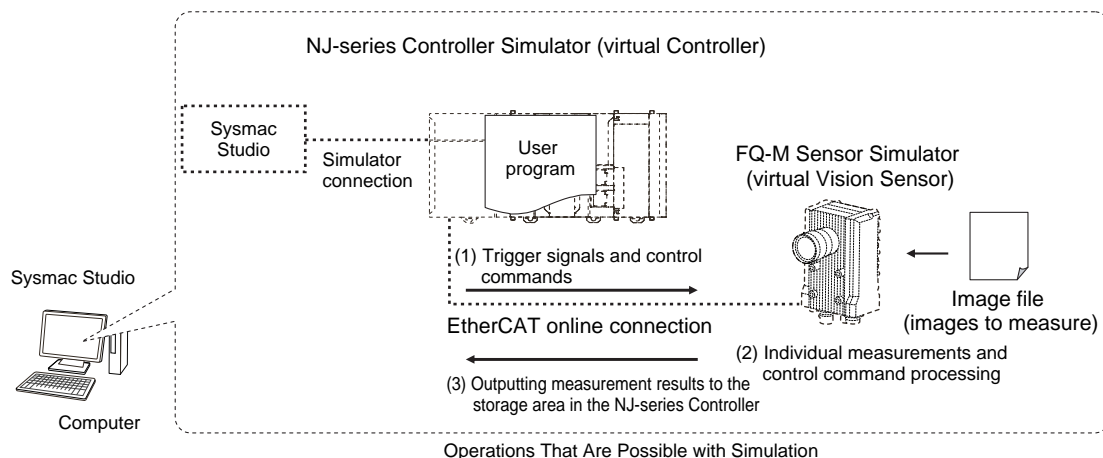 NJ-series Controller Simulator (virtual Controller)
Sysmac
Studio
Simulator
connection
User
program
FQ-M Sensor Simulator
(virtual Vision Sensor)
(1) Trigger signals and control
commands
Sysmac Studio
Image file
(images to measure)
EtherCAT online connection
(2) Individual measurements and
control command processing
(3) Outputting measurement results to the
storage area in the NJ-series Controller
Computer
Operations That Are Possible with Simulation